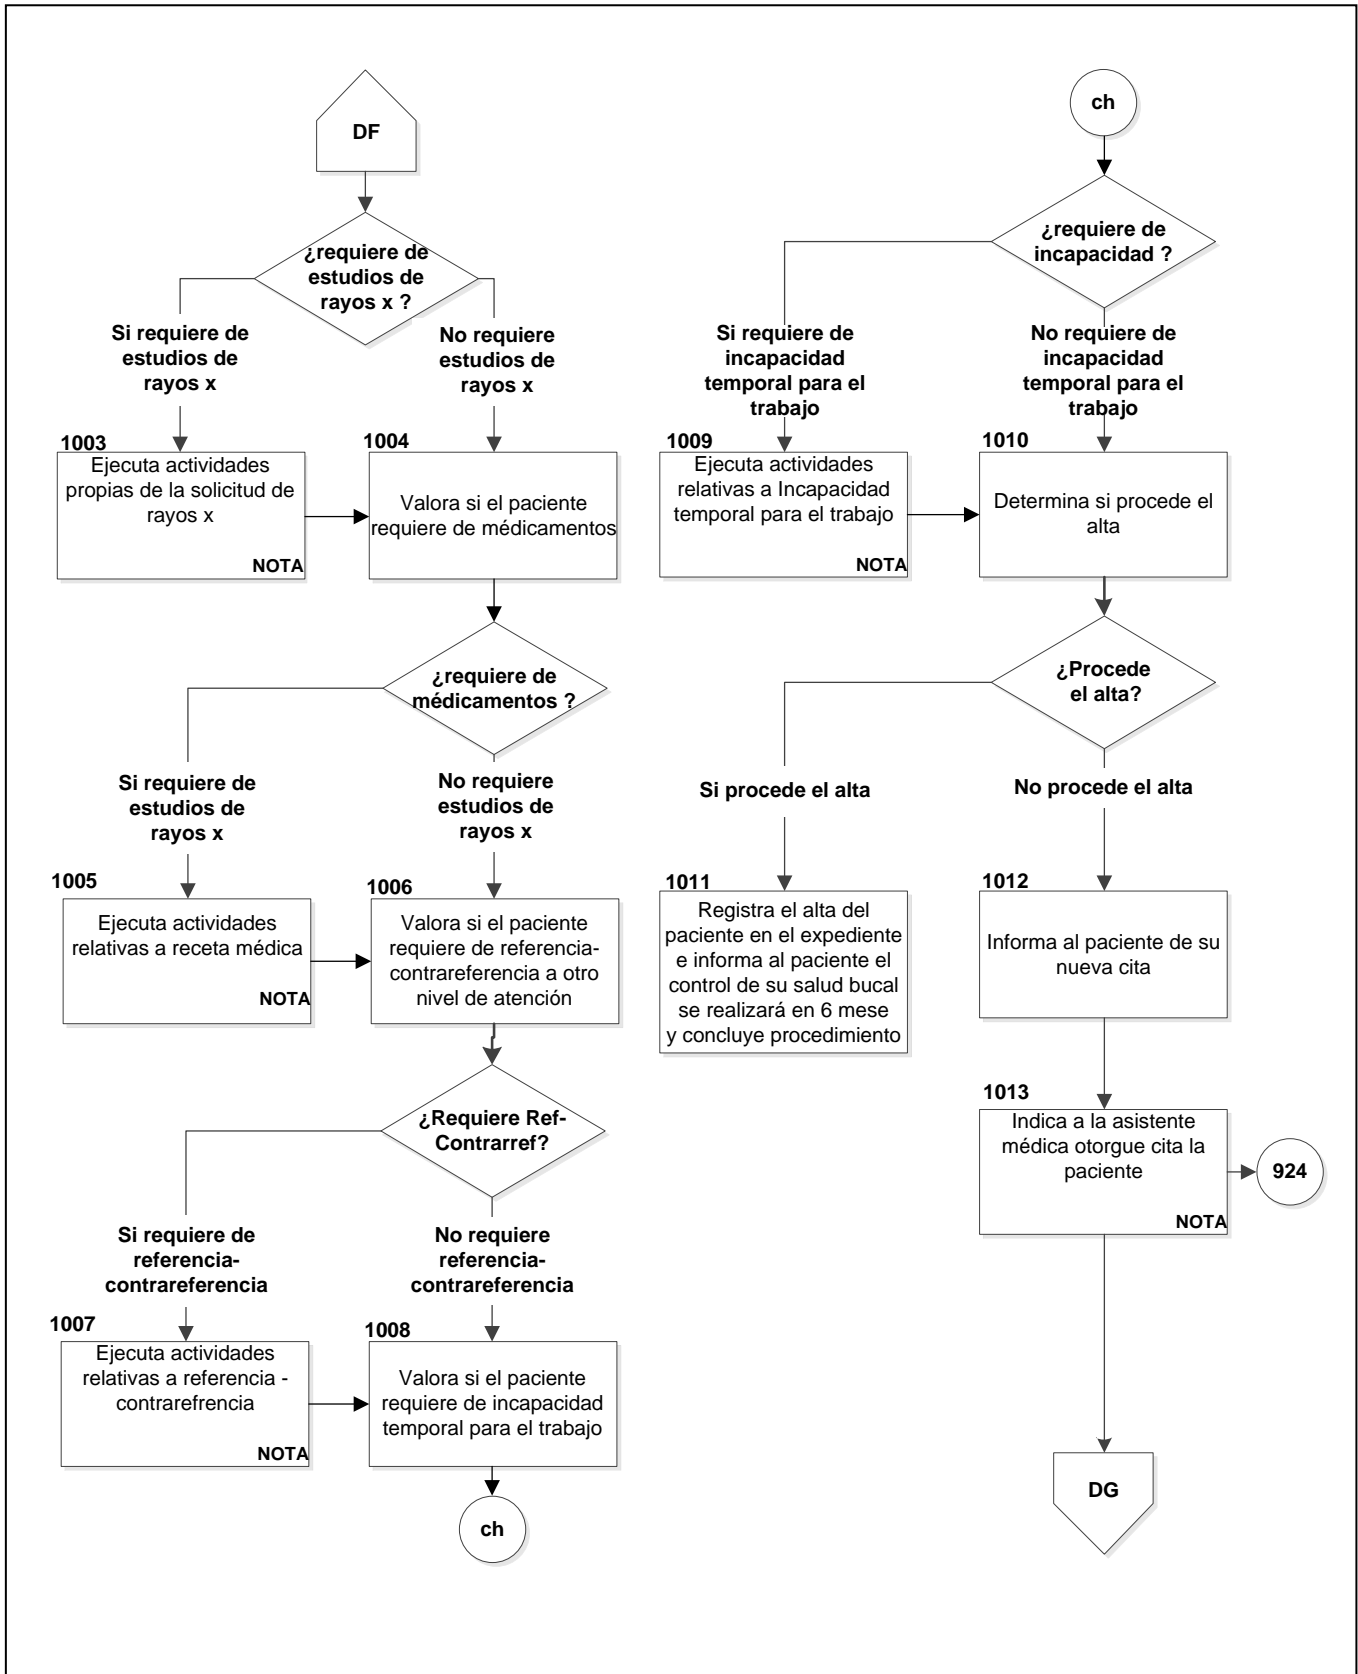 DF
¿requiere de
estudios de
rayos x ?
Si requiere de
estudios de
rayos x
No requiere
estudios de
rayos x
1003
Ejecuta actividades
propias de la solicitud de
rayos x
NOTA
1004
Valora si el paciente
requiere de médicamentos
¿requiere de
médicamentos ?
Si requiere de
estudios de
rayos x
No requiere
estudios de
rayos x
1005
Ejecuta actividades
relativas a receta médica
NOTA
1006
Valora si el paciente
requiere de referencia-
contrareferencia a otro
nivel de atención
¿Requiere Ref-
Contrarref?
Si requiere de
referencia-
contrareferencia
No requiere
referencia-
contrareferencia
1007
Ejecuta actividades
relativas a referencia -
contrarefrencia
NOTA
1008
Valora si el paciente
requiere de incapacidad
temporal para el trabajo
ch
ch
¿requiere de
incapacidad ?
Si requiere de
incapacidad
temporal para el
trabajo
No requiere de
incapacidad
temporal para el
trabajo
1009
Ejecuta actividades
relativas a Incapacidad
temporal para el trabajo
NOTA
1010
Determina si procede el
alta
¿Procede
el alta?
Si procede el alta
No procede el alta
1011
Registra el alta del
paciente en el expediente
e informa al paciente el
control de su salud bucal
se realizará en 6 mese
y concluye procedimiento
1012
Informa al paciente de su
nueva cita
1013
Indica a la asistente
médica otorgue cita la
paciente
NOTA
924
DG